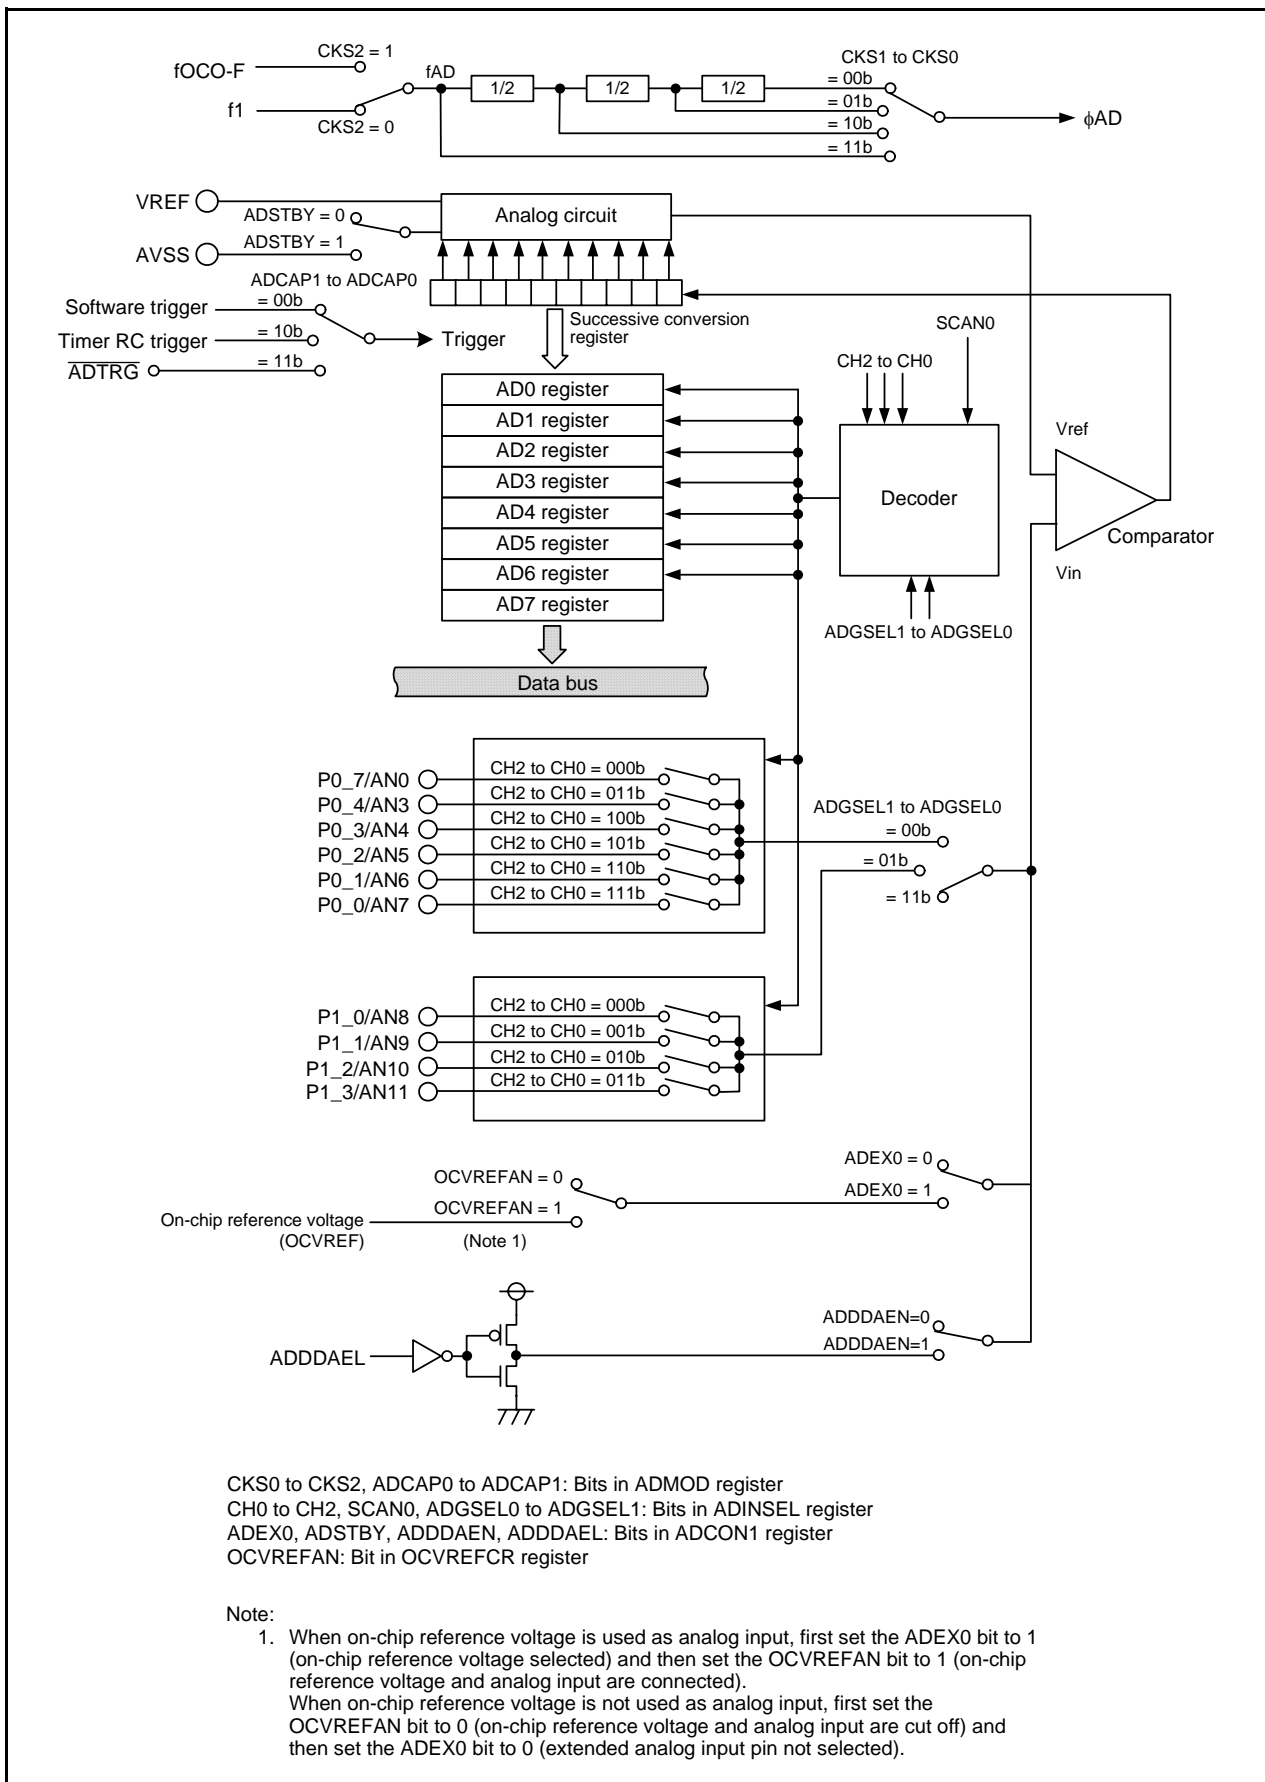 CKS2 = 1
fOCO-F
f1
CKS2 = 0
fAD
1/2
1/2
1/2
CKS1 to CKS0
= 00b
= 01b
= 10b
= 11b
ϕAD
VREF
ADSTBY = 0
AVSS
ADSTBY = 1
Analog circuit
ADCAP1 to ADCAP0
Software trigger
= 00b
Timer RC trigger
= 10b
ADTRG
= 11b
Trigger
Successive conversion
register
SCAN0
CH2 to CH0
AD0 register
AD1 register
AD2 register
AD3 register
AD4 register
AD5 register
AD6 register
AD7 register
Decoder
Vref
Comparator
Vin
ADGSEL1 to ADGSEL0
Data bus
P0_7/AN0
CH2 to CH0 = 000b
P0_4/AN3
CH2 to CH0 = 011b
P0_3/AN4
CH2 to CH0 = 100b
P0_2/AN5
CH2 to CH0 = 101b
P0_1/AN6
CH2 to CH0 = 110b
P0_0/AN7
CH2 to CH0 = 111b
ADGSEL1 to ADGSEL0
= 00b
= 01b
= 11b
P1_0/AN8
CH2 to CH0 = 000b
P1_1/AN9
CH2 to CH0 = 001b
P1_2/AN10
CH2 to CH0 = 010b
P1_3/AN11
CH2 to CH0 = 011b
ADEX0 = 0
ADEX0 = 1
OCVREFAN = 0
OCVREFAN = 1
On-chip reference voltage
(OCVREF)
(Note 1)
ADDDAEN=0
ADDDAEN=1
ADDDAEL
CKS0 to CKS2, ADCAP0 to ADCAP1: Bits in ADMOD register
CH0 to CH2, SCAN0, ADGSEL0 to ADGSEL1: Bits in ADINSEL register
ADEX0, ADSTBY, ADDDAEN, ADDDAEL: Bits in ADCON1 register
OCVREFAN: Bit in OCVREFCR register
Note:
1. When on-chip reference voltage is used as analog input, first set the ADEX0 bit to 1
(on-chip reference voltage selected) and then set the OCVREFAN bit to 1 (on-chip
reference voltage and analog input are connected).
When on-chip reference voltage is not used as analog input, first set the
OCVREFAN bit to 0 (on-chip reference voltage and analog input are cut off) and
then set the ADEX0 bit to 0 (extended analog input pin not selected).